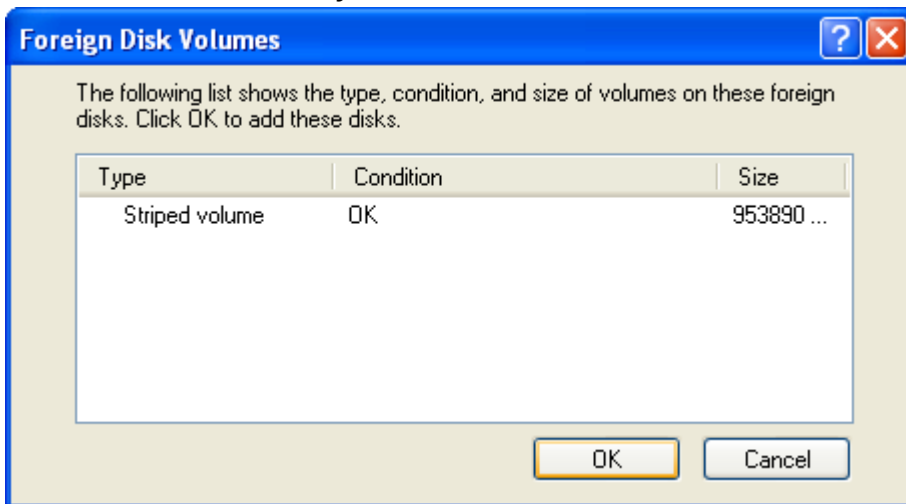 Foreign Disk Volumes
The following list shows the type, condition, and size of volumes on these foreign
disks. Click OK to add these disks.
Type Condition Size
Striped volume OK 953890 ...
OK Cancel